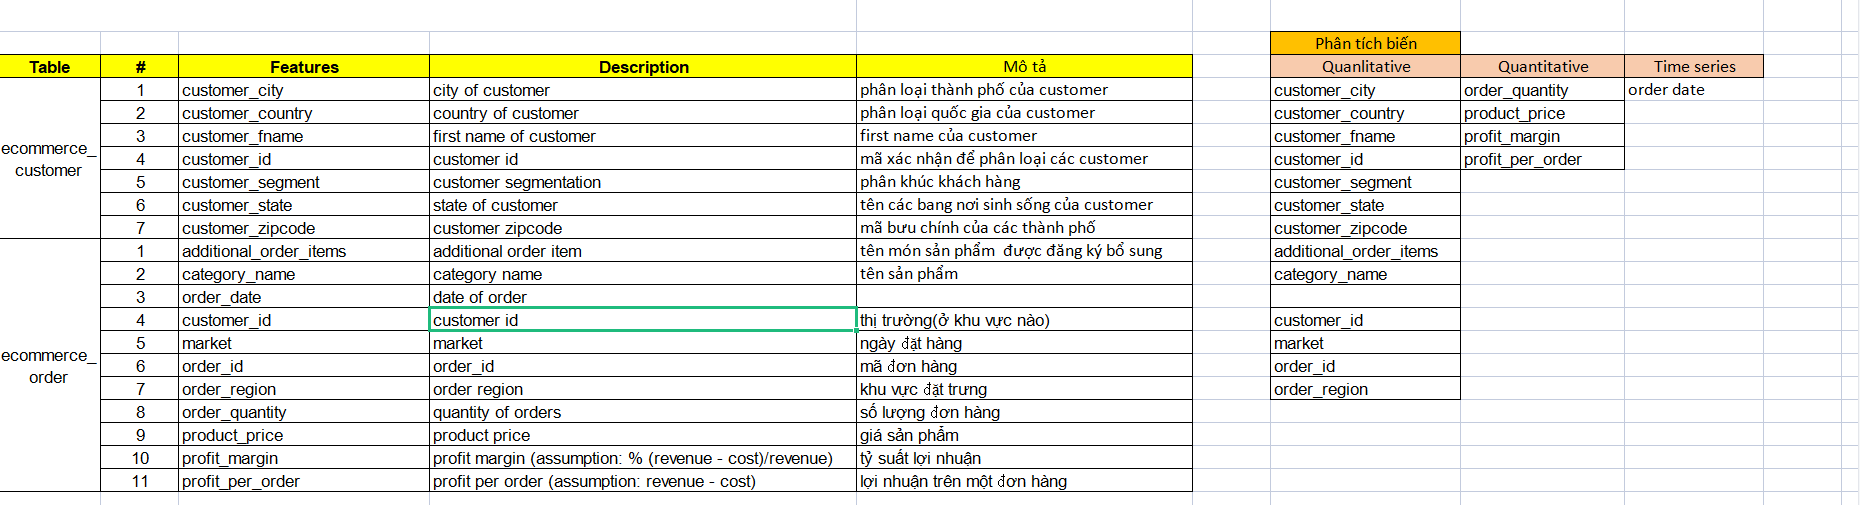 Phân tích biến
Table # Features Description Mô tả Quanlitative Quantitative Time series
1 customer_city city of customer phân loại thành phố của customer customer_city order_quantity order date
2 customer_country country of customer phân loại quốc gia của customer customer_country product_price
3 customer_fname first name of customer first name của customer customer_fname profit_margin
ecommerce_
customer
4 customer_id customer id mã xác nhận để phân loại các customer customer_id profit_per_order
5 customer_segment customer segmentation phân khúc khách hàng customer_segment
6 customer_state state of customer tên các bang nơi sinh sống của customer customer_state
7 customer_zipcode customer zipcode mã bưu chính của các thành phố customer_zipcode
1 additional_order_items additional order item tên món sản phẩm được đăng ký bổ sung additional_order_items
2 category_name category name tên sản phẩm category_name
3 order_date date of order
4 customer_id customer id thị trường(ở khu vực nào) customer_id
5 market market ngày đặt hàng market
ecommerce_
order
6 order_id order_id mã đơn hàng order_id
7 order_region order region khu vực đặt trưng order_region
8 order_quantity quantity of orders số lượng đơn hàng
9 product_price product price giá sản phẩm
10 profit_margin profit margin (assumption: % (revenue - cost)/revenue) tỷ suất lợi nhuận
11 profit_per_order profit per order (assumption: revenue - cost) lợi nhuận trên một đơn hàng